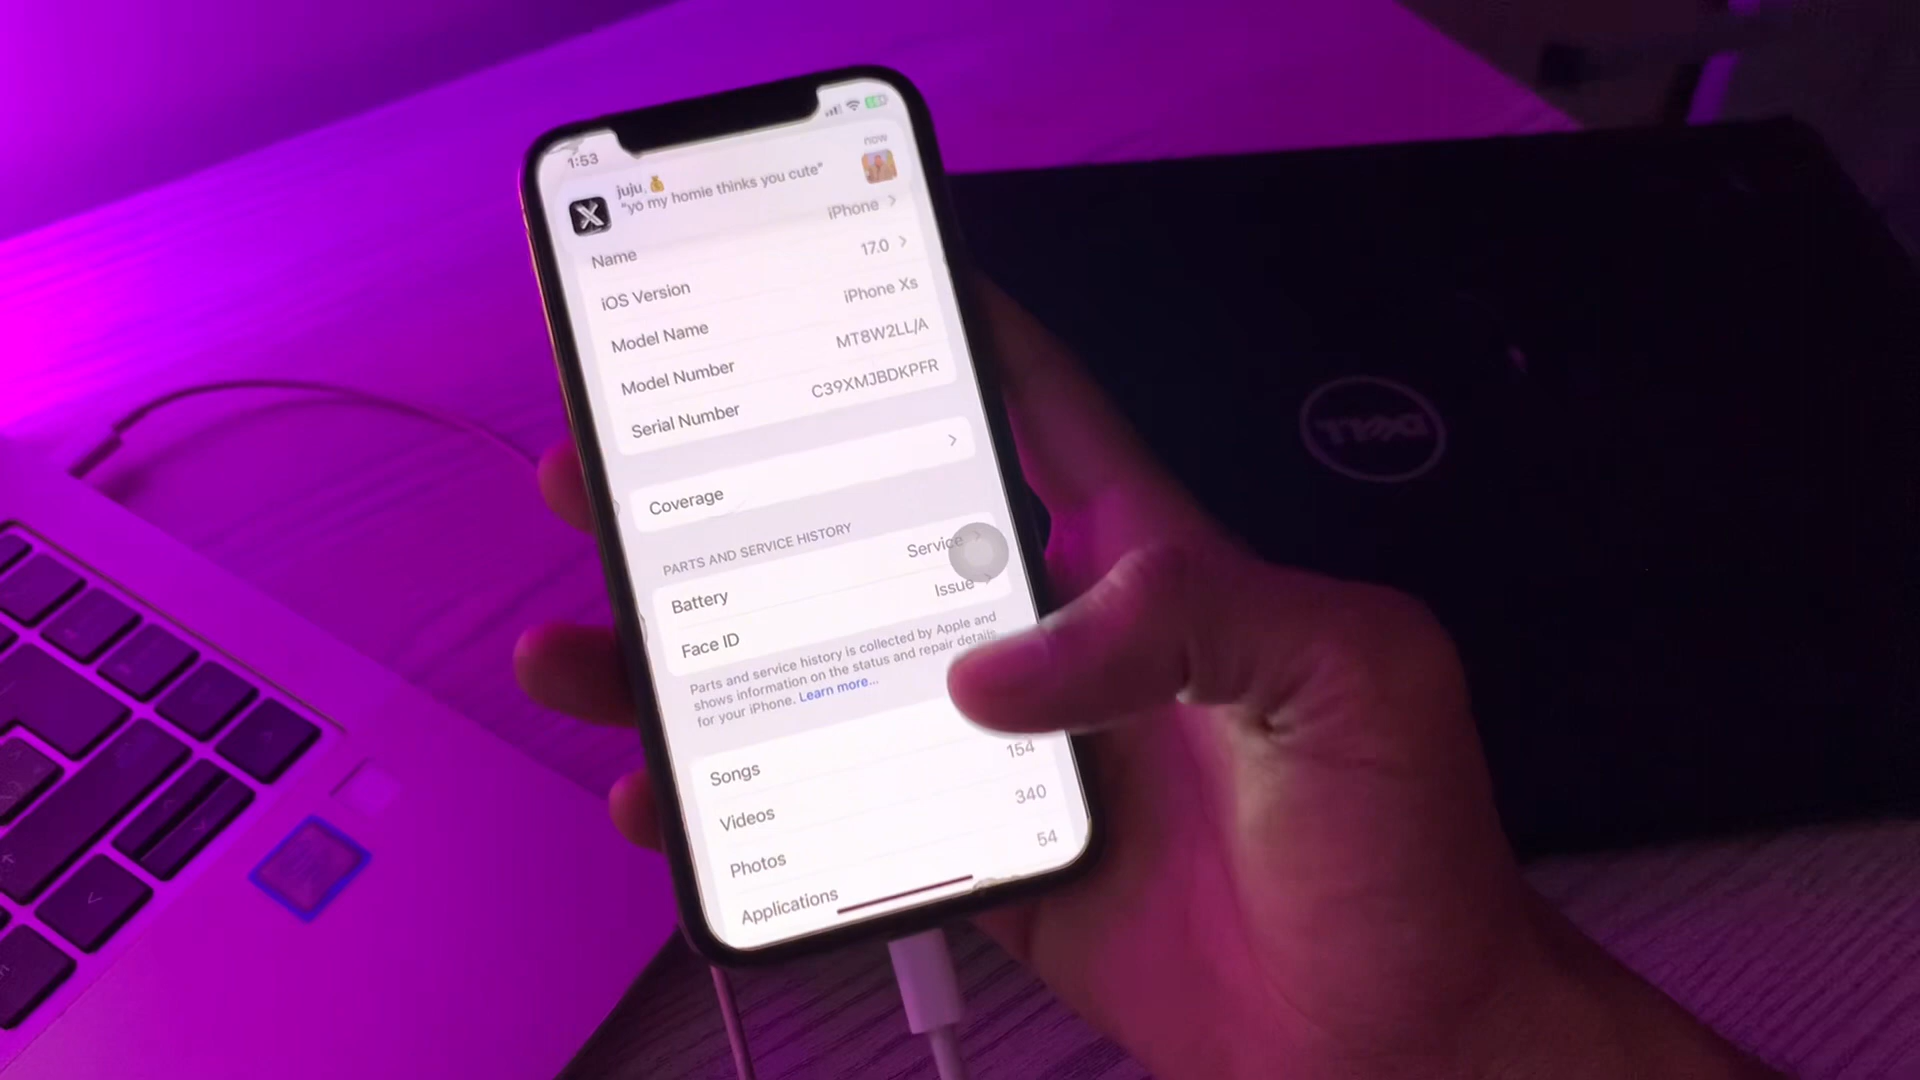 1:53
now
juju,💰
"yo my homie thinks you cute"
Name iPhone
iOS Version 17.0
Model Name iPhone Xs
Model Number MT8W2LL/A
Serial Number C39XMJBDKPFR
Coverage
PARTS AND SERVICE HISTORY
Battery Service
Face ID Issue
Parts and service history is collected by Apple and
shows information on the status and repair details
for your iPhone. Learn more...
Songs
Videos 154
Photos 340
Applications 54
DELL